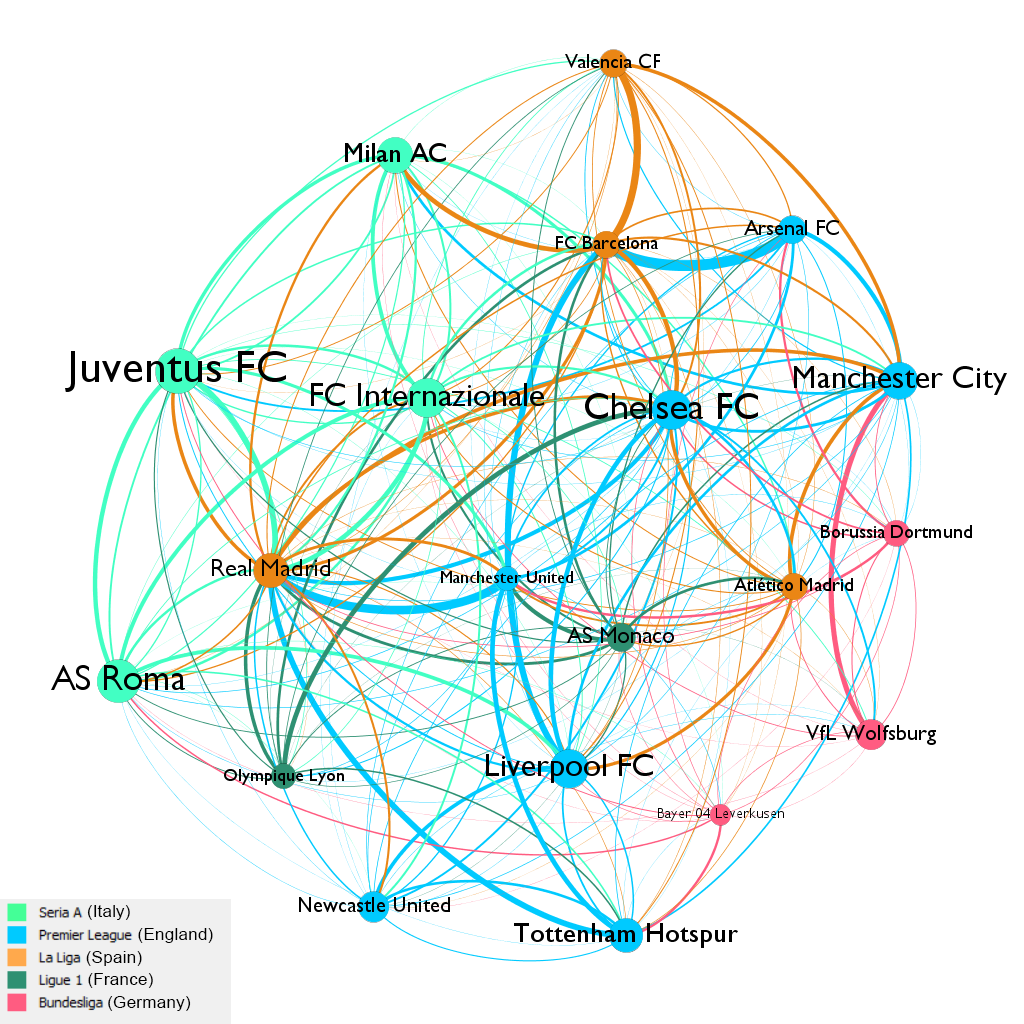 Valencia CF
Milan AC
Arsenal FC
FC Barcelona
Juventus FC
FC Internazionale
Chelsea FC
Manchester City
Borussia Dortmund
Real Madrid
Manchester United
Atlético Madrid
AS Monaco
AS Roma
VfL Wolfsburg
Liverpool FC
Olympique Lyon
Bayer 04 Leverkusen
Newcastle United
Tottenham Hotspur
Seria A (Italy)
Premier League (England)
La Liga (Spain)
Ligue 1 (France)
Bundesliga (Germany)